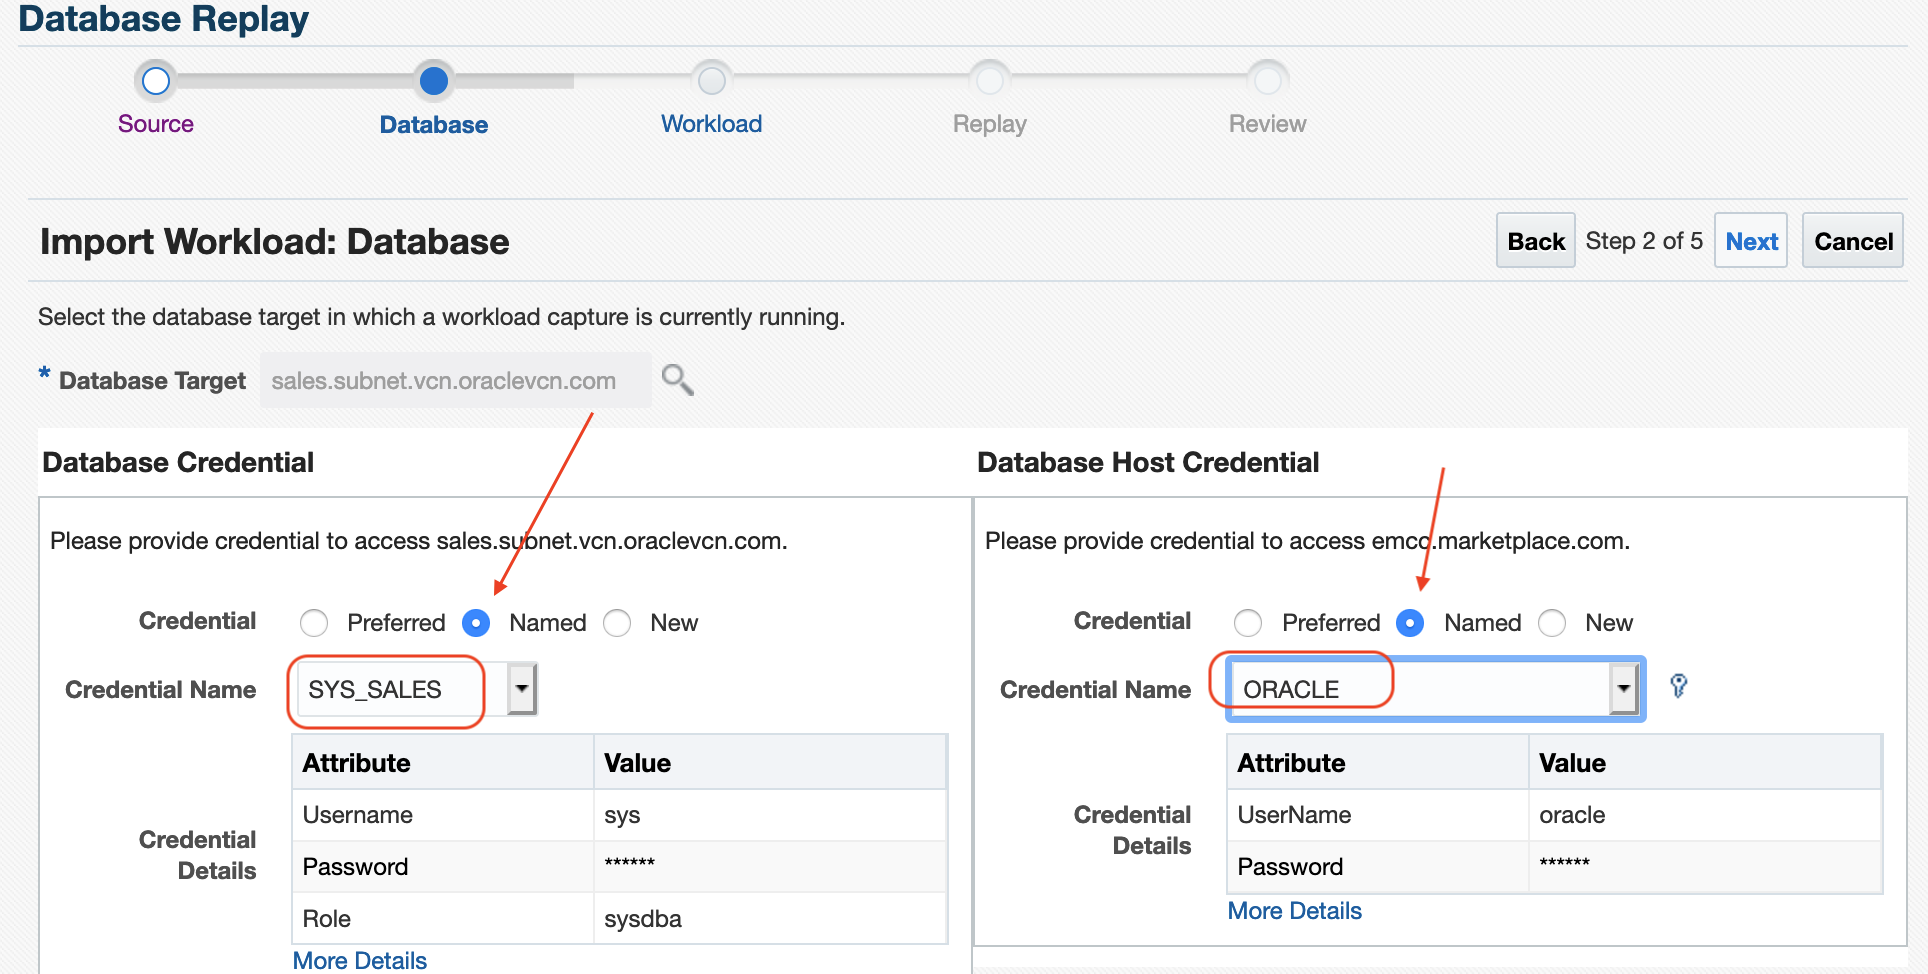 Database Replay
Source Database Workload Replay Review
Import Workload: Database
Back Step 2 of 5 Next Cancel
Select the database target in which a workload capture is currently running.
* Database Target sales.subnet.vcn.oraclevcn.com
Database Credential
Please provide credential to access sales.subnet.vcn.oraclevcn.com.
Credential Preferred Named New
Credential Name SYS_SALES
Attribute Value
Username sys
Credential Details
Password ******
Role sysdba
More Details
Database Host Credential
Please provide credential to access emcc.marketplace.com.
Credential Preferred Named New
Credential Name ORACLE
Attribute Value
Credential Details
UserName oracle
Password ******
More Details